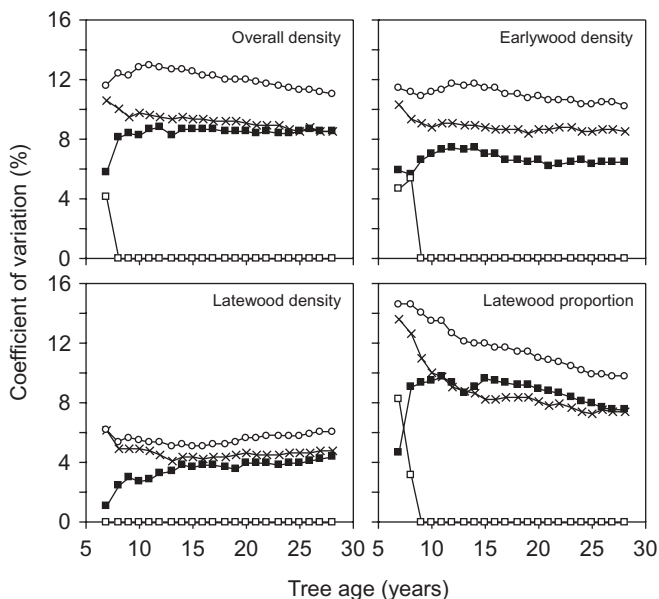 16
12
8
4
0
Overall density
Earlywood density
16
12
8
4
0
Latewood density
Latewood proportion
5 10 15 20 25 30
5 10 15 20 25 30
Coefficient of variation (%)
Tree age (years)